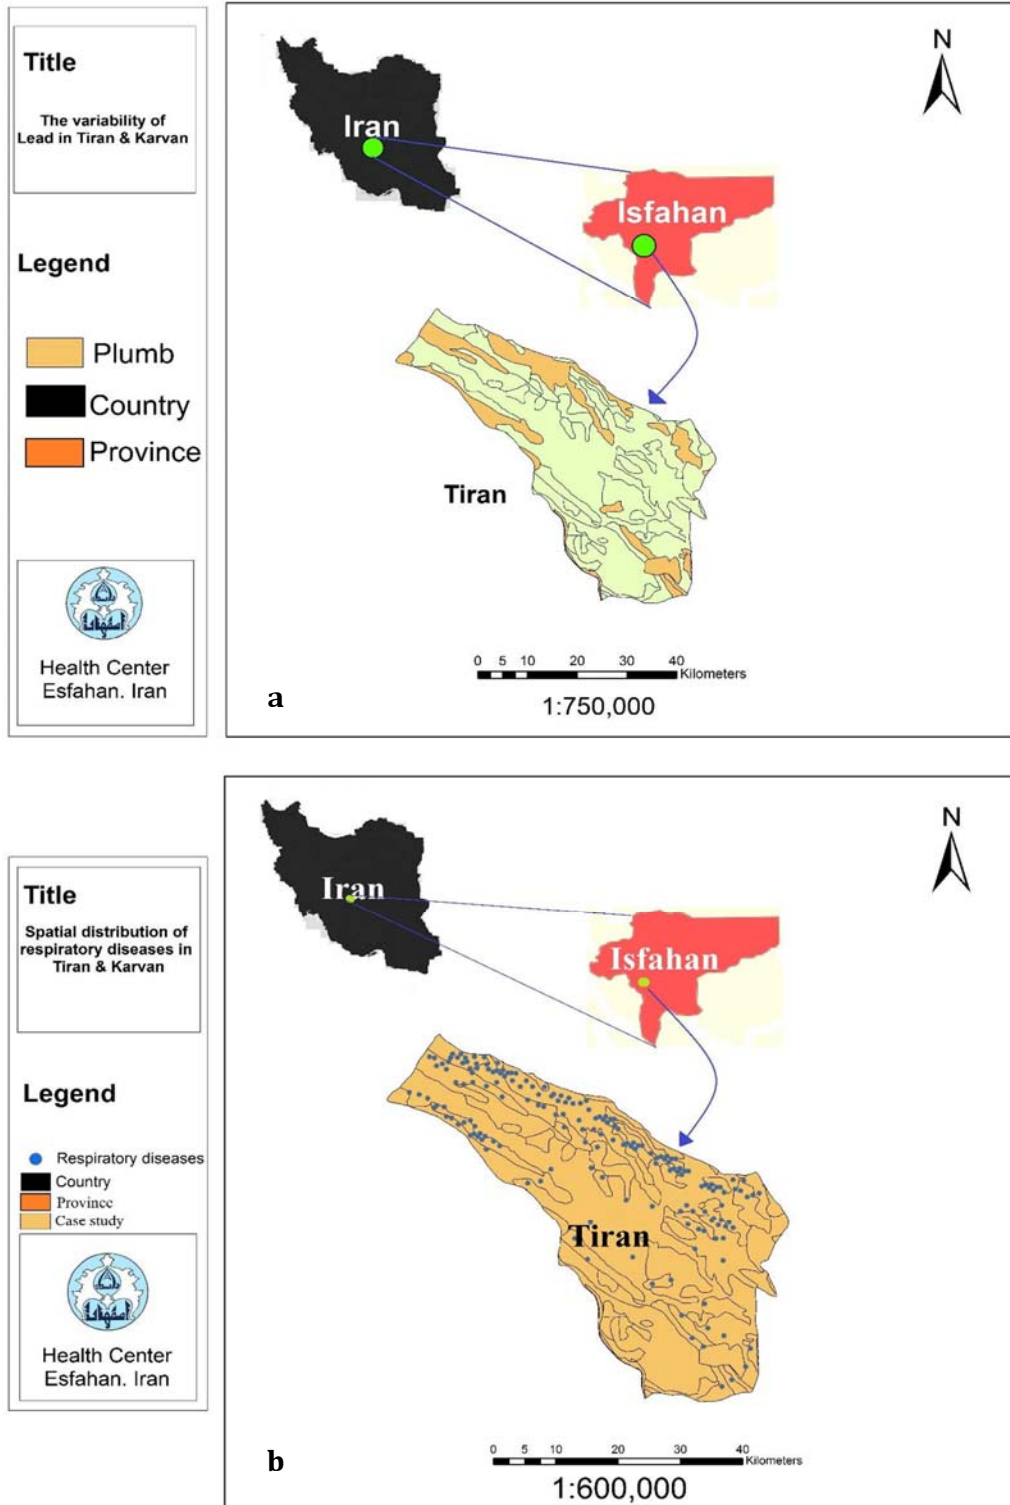 Title
The variability of
Lead in Tiran & Karvan
Legend
Plumb
Country
Province
Health Center
Esfahan. Iran
N
Iran
Isfahan
Tiran
0 5 10 20 30 40
Kilometers
1:750,000
a
Title
Spatial distribution of
respiratory diseases in
Tiran & Karvan
Legend
Respiratory diseases
Country
Province
Case study
Health Center
Esfahan. Iran
N
Iran
Isfahan
Tiran
0 5 10 20 30 40
Kilometers
1:600,000
b